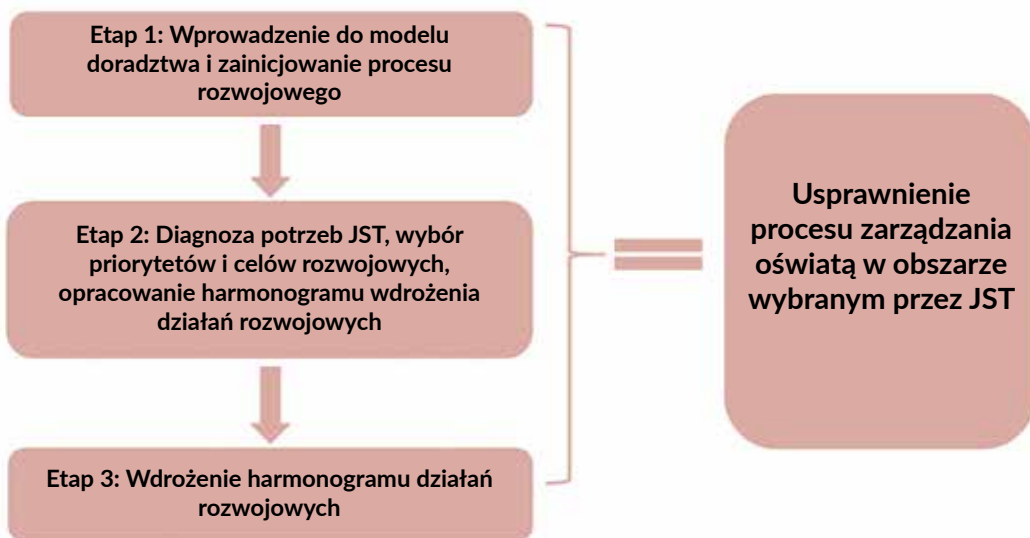 Etap 1: Wprowadzenie do modelu
doradztwa i zainicjowanie procesu
rozwojowego
Etap 2: Diagnoza potrzeb JST, wybór
priorytetów i celów rozwojowych,
opracowanie harmonogramu wdrożenia
działań rozwojowych
Etap 3: Wdrożenie harmonogramu działań
rozwojowych
Usprawnienie
procesu zarządzania
oświatą w obszarze
wybranym przez JST